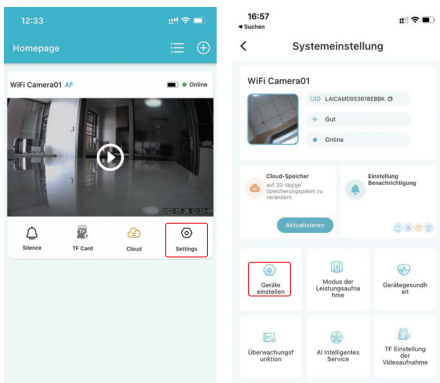 12:33
Homepage
WiFi Camera01 AP
Online
Silence
TF Card
Cloud
Settings
16:57
◄ Suchen
Systemeinstellung
WiFi Camera01
UID LAICAM0053618EBBK
Gut
Online
Cloud-Speicher
auf 30-tägige
Speicherungspaket zu
verändern
Aktualisieren
Einstellung
Benachrichtigung
Geräte
einstellen
Modus der
Leistungsaufna
hme
Gerätegesundh
eit
Überwachungsf
unktion
AI Intelligentes
Service
TF Einstellung
der
Videoaufnahme